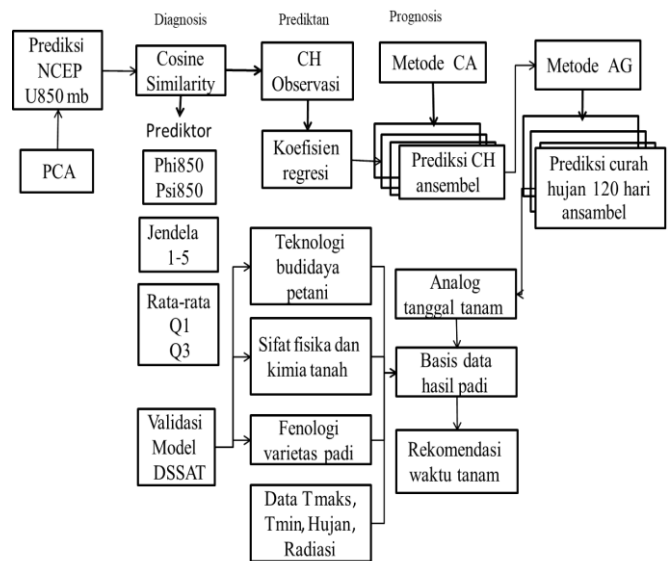 Diagnosis
Prediktan
Prognosis
Prediksi
NCEP
U850 mb
Cosine
Similarity
CH
Observasi
Metode CA
Metode AG
Prediktor
PCA
Phi850
Psi850
Koefisien
regresi
Prediksi CH
ansembel
Prediksi curah
hujan 120 hari
ansambel
Jendela
1-5
Teknologi
budidaya
petani
Analog
tanggal tanam
Rata-rata
Q1
Q3
Sifat fisika dan
kimia tanah
Basis data
hasil padi
Validasi
Model
DSSAT
Fenologi
varietas padi
Rekomendasi
waktu tanam
Data Tmaks,
Tmin, Hujan,
Radiasi